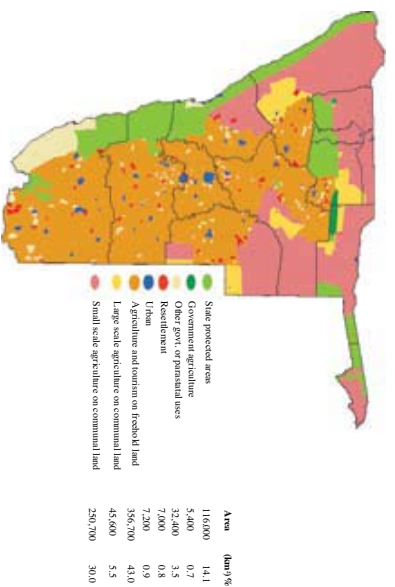 Area (km²) %
State protected areas 116,000 14.1
Government agriculture 5,400 0.7
Other govt. or parastatal uses 32,400 3.5
Resettlement 7,000 0.8
Urban 7,200 0.9
Agriculture and tourism on freehold land 356,700 43.0
Large scale agriculture on communal land 45,600 5.5
Small scale agriculture on communal land 250,700 30.0